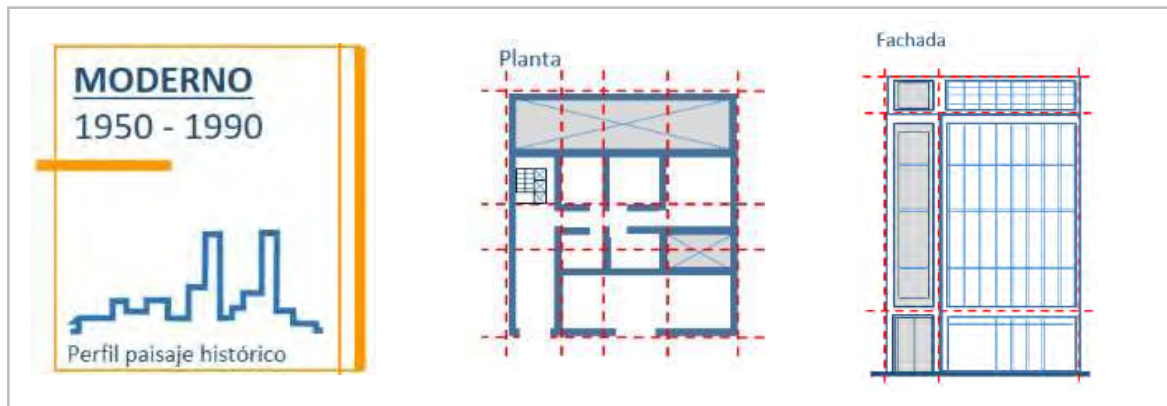 MODERNO
1950 - 1990
Perfil paisaje histórico
Planta
Fachada